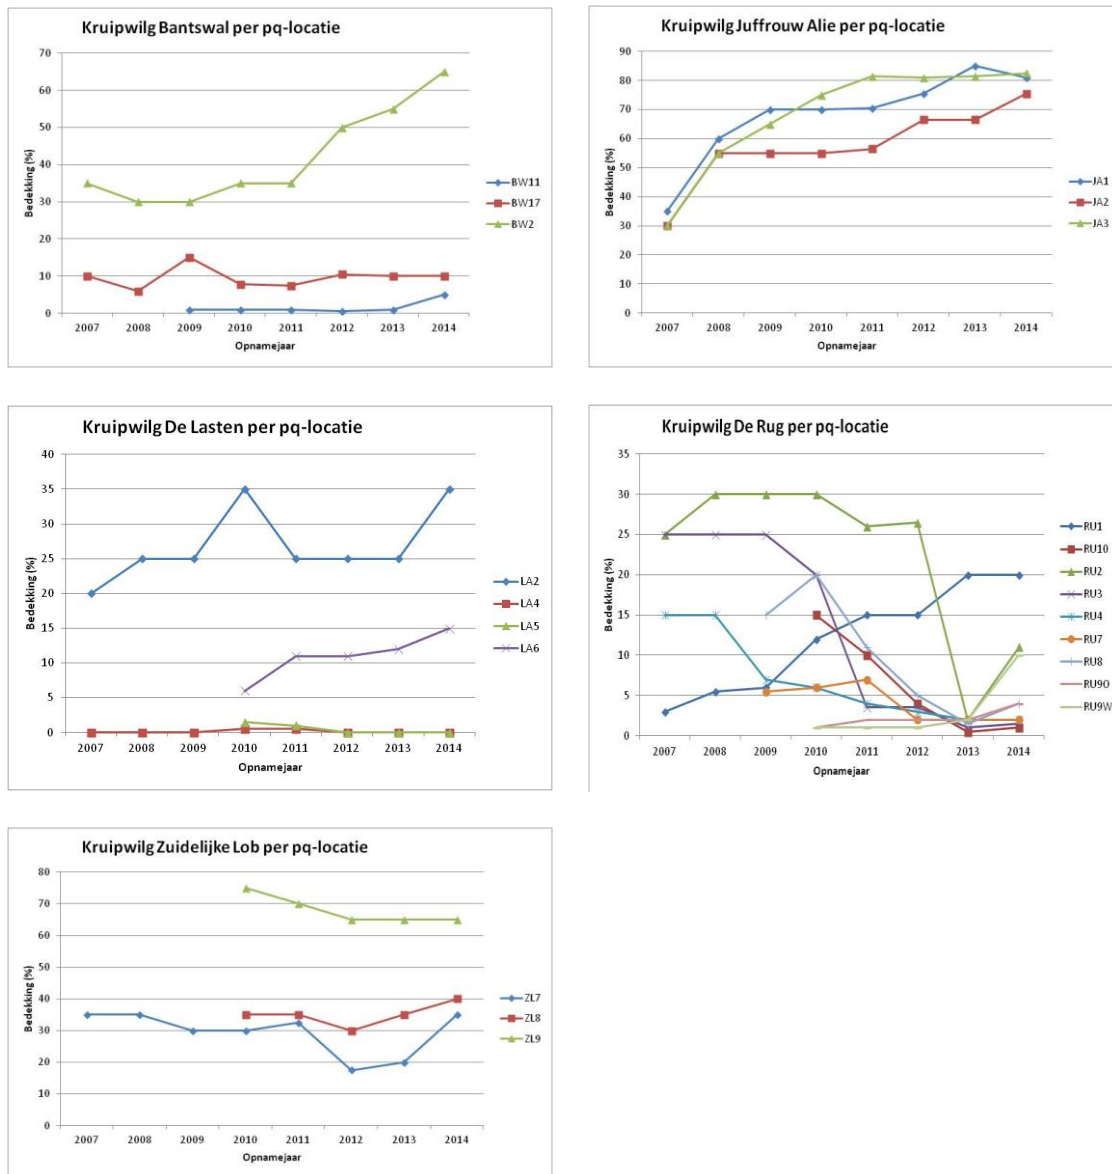 Kruipwilg Bantswal per pq-locatie
70
60
50
40
30
20
10
0
Bedekking (%)
2007 2008 2009 2010 2011 2012 2013 2014
Opnamejaar
BW11
BW17
BW2
Kruipwilg Juffrouw Alie per pq-locatie
90
80
70
60
50
40
30
20
10
0
Bedekking (%)
2007 2008 2009 2010 2011 2012 2013 2014
Opnamejaar
JA1
JA2
JA3
Kruipwilg De Lasten per pq-locatie
40
35
30
25
20
15
10
5
0
Bedekking (%)
2007 2008 2009 2010 2011 2012 2013 2014
Opnamejaar
LA2
LA4
LA5
LA6
Kruipwilg De Rug per pq-locatie
35
30
25
20
15
10
5
0
Bedekking (%)
2007 2008 2009 2010 2011 2012 2013 2014
Opnamejaar
RU1
RU10
RU2
RU3
RU4
RU7
RU8
RU9O
RU9W
Kruipwilg Zuidelijke Lob per pq-locatie
80
70
60
50
40
30
20
10
0
Bedekking (%)
2007 2008 2009 2010 2011 2012 2013 2014
Opnamejaar
ZL7
ZL8
ZL9